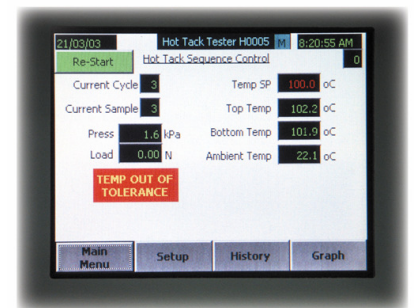 21/03/03 Hot Tack Tester H0005 M 8:20:55 AM
Re-Start Hot Tack Sequence Control 0
Current Cycle 3 Temp SP 100.0 oC
Current Sample 3 Top Temp 102.2 oC
Press 1.6 kPa Bottom Temp 101.9 oC
Load 0.00 N Ambient Temp 22.1 oC
TEMP OUT OF
TOLERANCE
Main
Menu Setup History Graph